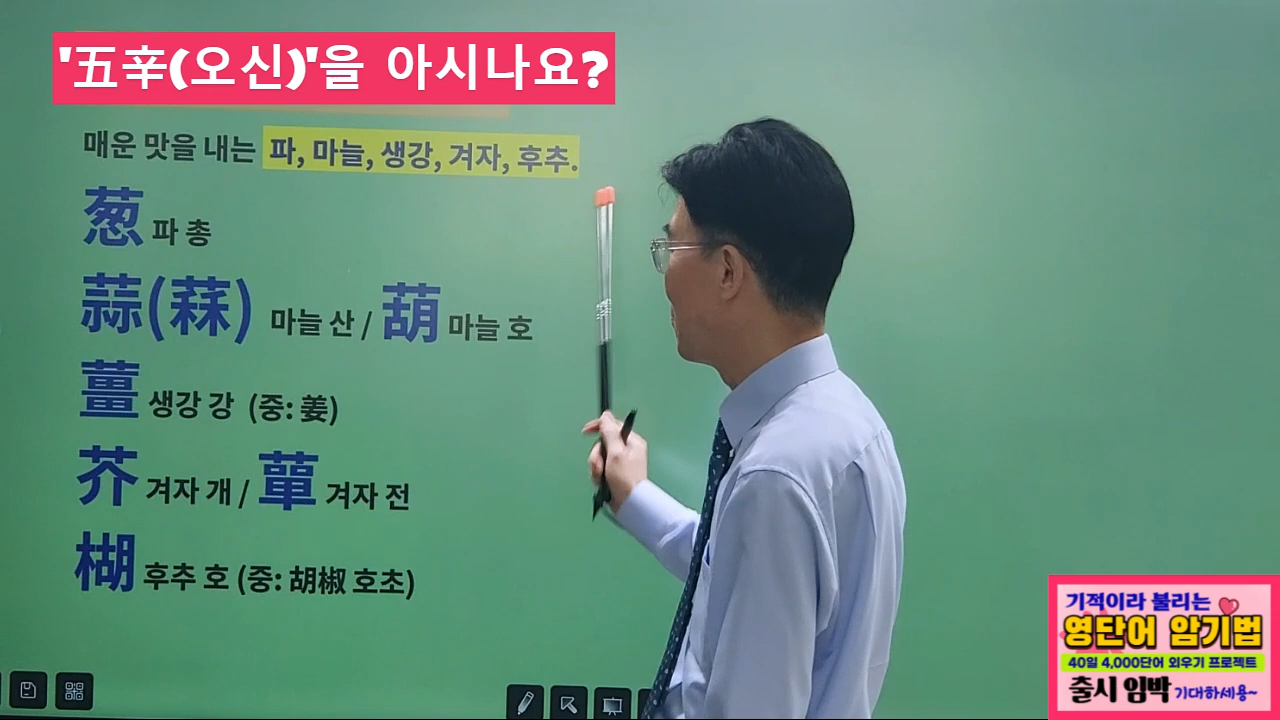 '五辛(오신)'을 아시나요?
매운 맛을 내는 파, 마늘, 생강, 겨자, 후추.
葱 파 총
蒜(蒜) 마늘 산 / 葫 마늘 호
薑 생강 강 (중: 姜)
芥 겨자 개 / 蕇 겨자 전
楜 후추 호 (중: 胡椒 호초)
기적이라 불리는
영단어 암기법
40일 4,000단어 외우기 프로젝트
출시 임박 기대하세용~